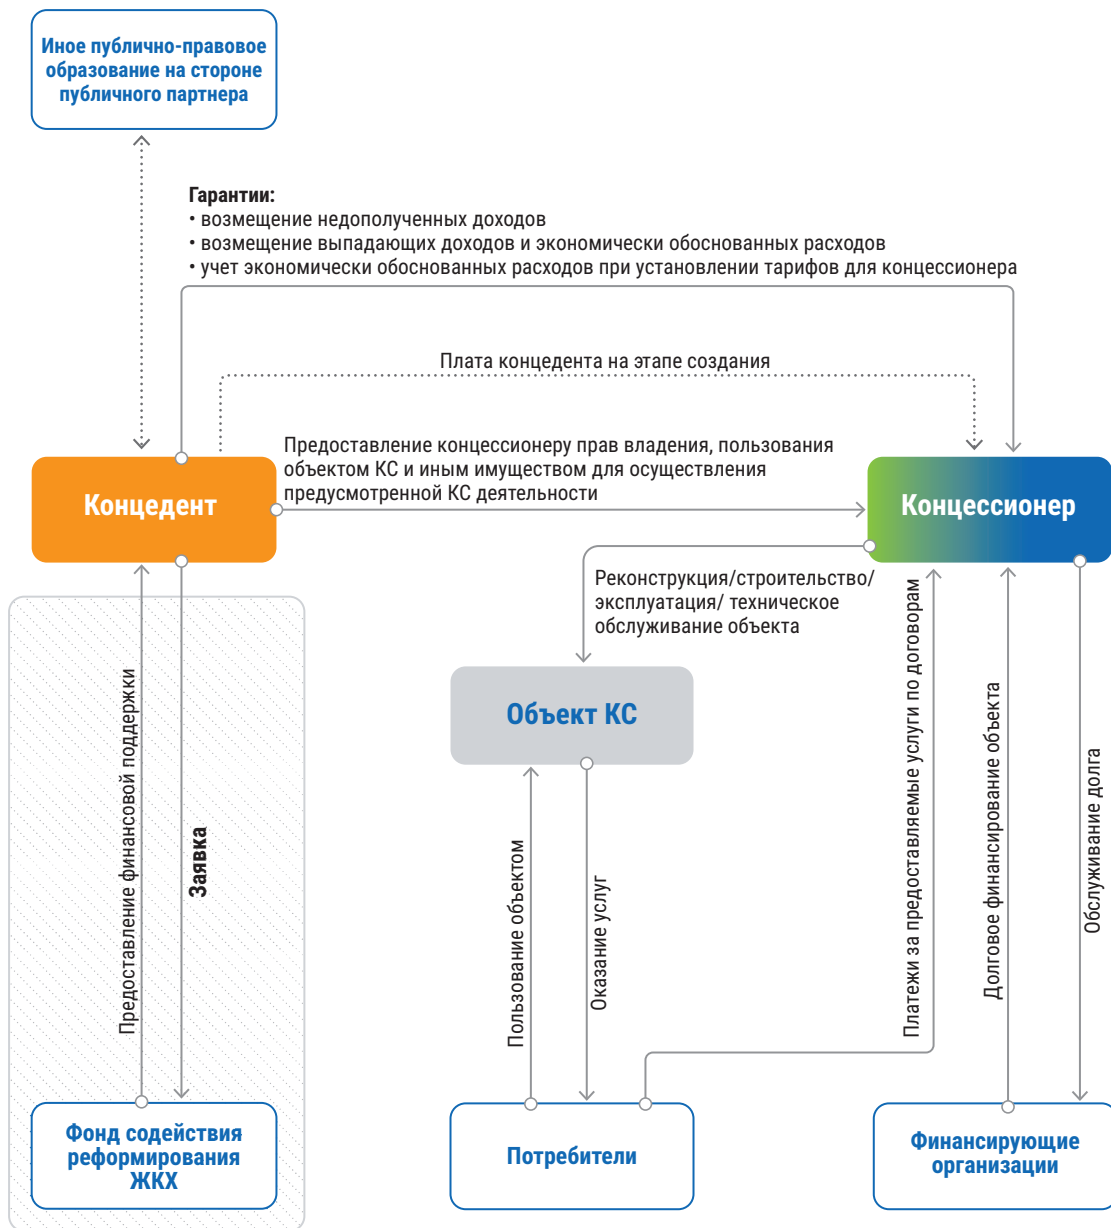 Иное публично-правовое
образование на стороне
публичного партнера
Гарантии:
• возмещение недополученных доходов
• возмещение выпадающих доходов и экономически обоснованных расходов
• учет экономически обоснованных расходов при установлении тарифов для концессионера
Плата концедента на этапе создания
Предоставление концессионеру прав владения, пользования
объектом КС и иным имуществом для осуществления
предусмотренной КС деятельности
Концедент
Концессионер
Реконструкция/строительство/
эксплуатация/ техническое
обслуживание объекта
Объект КС
Предоставление финансовой поддержки
Заявка
Пользование объектом
Оказание услуг
Платежи за предоставляемые услуги по договорам
Долговое финансирование объекта
Обслуживание долга
Фонд содействия
реформирования
ЖКХ
Потребители
Финансирующие
организации